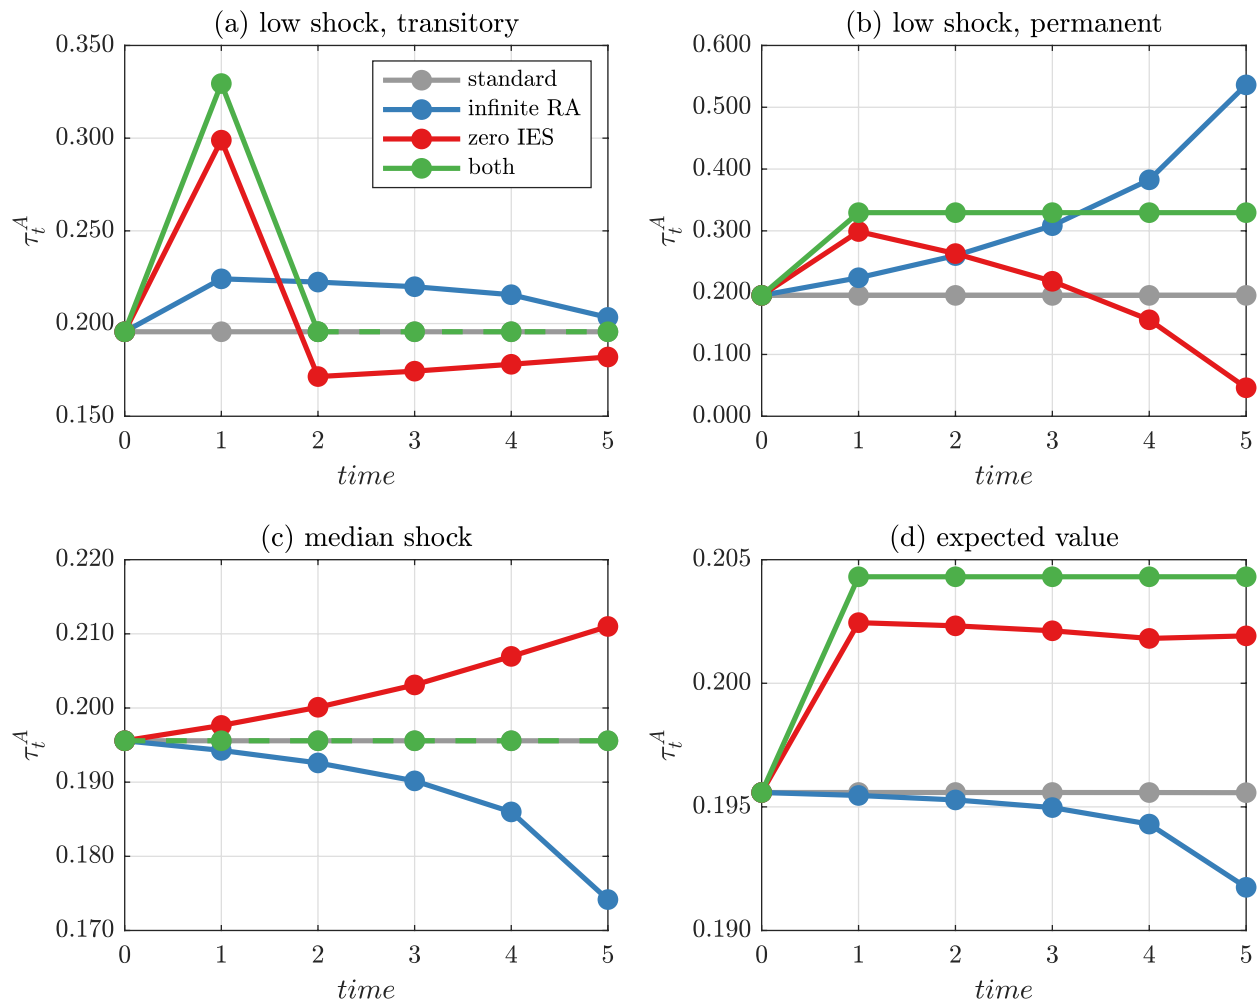 (a) low shock, transitory
0.350
0.300
0.250
0.200
0.150
τ_t^A
0 1 2 3 4 5
time
standard
infinite RA
zero IES
both
(b) low shock, permanent
0.600
0.500
0.400
0.300
0.200
0.100
0.000
τ_t^A
0 1 2 3 4 5
time
(c) median shock
0.220
0.210
0.200
0.190
0.180
0.170
τ_t^A
0 1 2 3 4 5
time
(d) expected value
0.205
0.200
0.195
0.190
τ_t^A
0 1 2 3 4 5
time